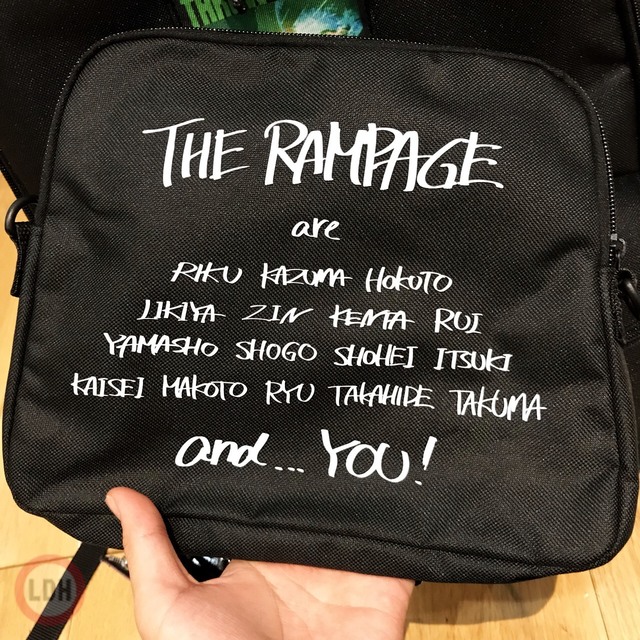 THE RAMPAGE
are
RIKU KAZUMA HOKUTO
LIKIYA ZIN KENTA RUI
YAMASHO SHOGO SHOHEI ITSUKI
KAISEI MAKOTO RYU TAKAHIDE TAKUMA
and... YOU!
LDH